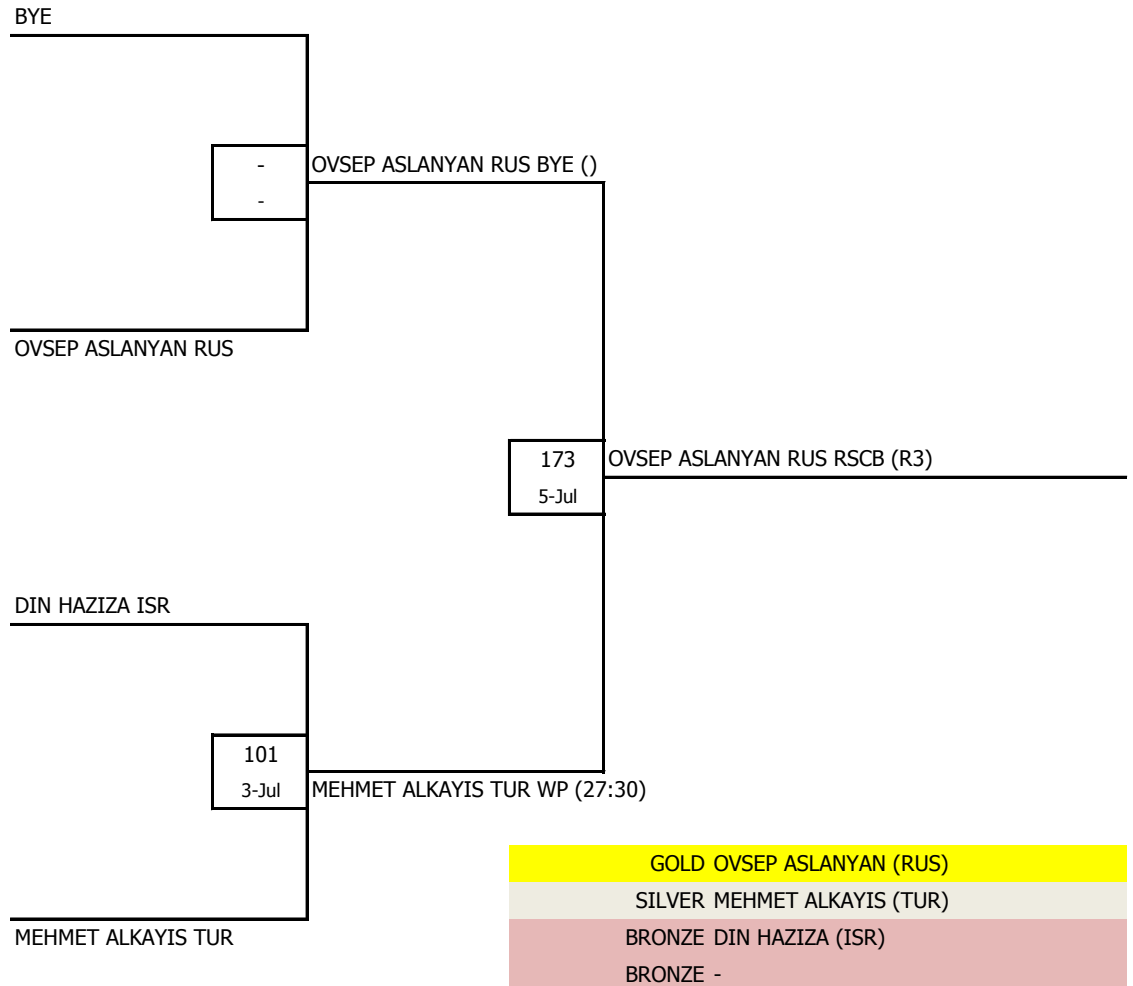 BYE
-
-
OVSEP ASLANYAN RUS BYE ()
OVSEP ASLANYAN RUS
173
5-Jul
OVSEP ASLANYAN RUS RSCB (R3)
DIN HAZIZA ISR
101
3-Jul
MEHMET ALKAYIS TUR WP (27:30)
MEHMET ALKAYIS TUR
GOLD OVSEP ASLANYAN (RUS)
SILVER MEHMET ALKAYIS (TUR)
BRONZE DIN HAZIZA (ISR)
BRONZE -